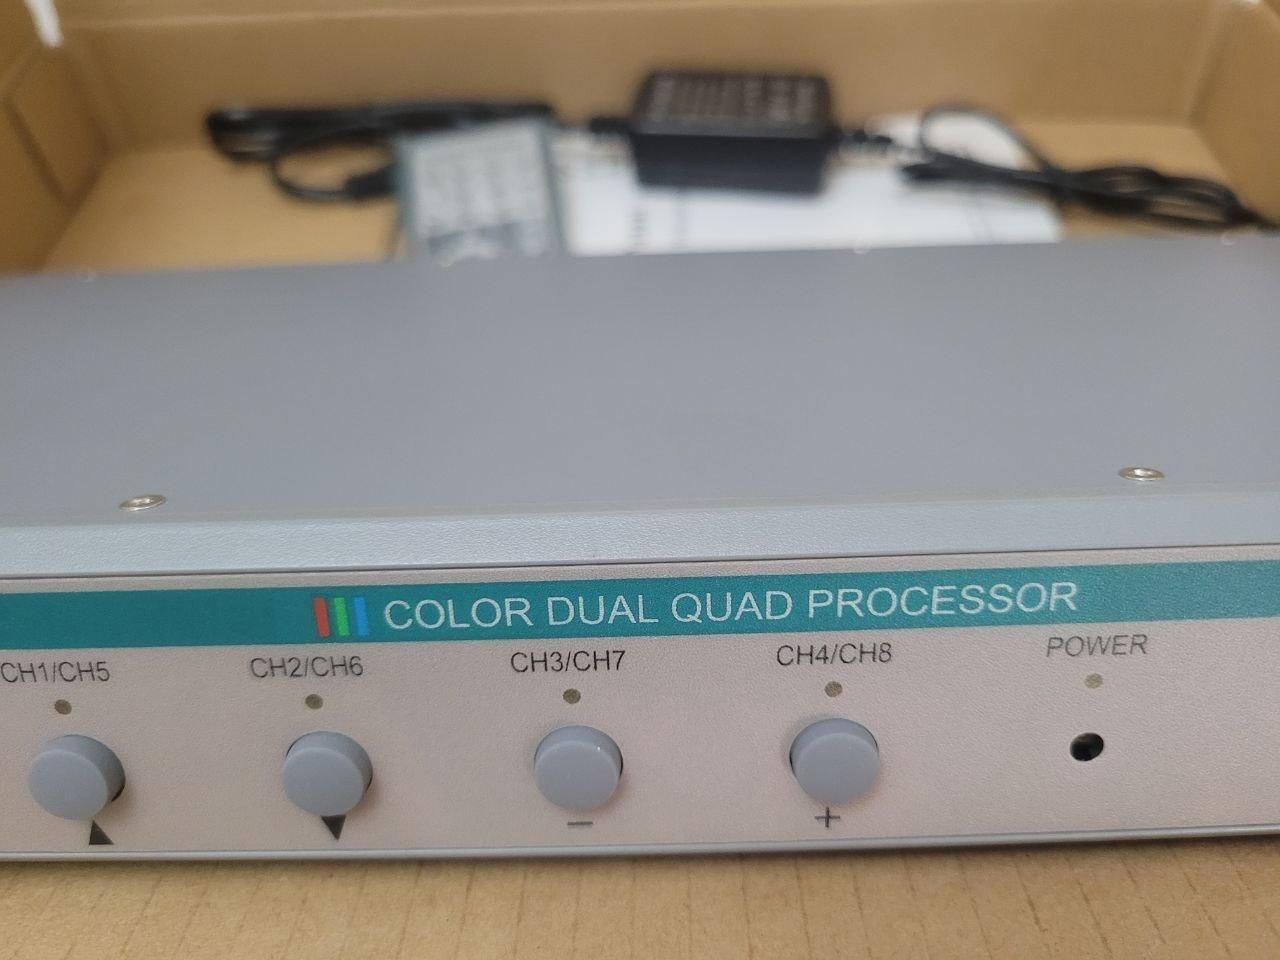 COLOR DUAL QUAD PROCESSOR
CH1/CH5 CH2/CH6 CH3/CH7 CH4/CH8 POWER
▲ ▼ − +